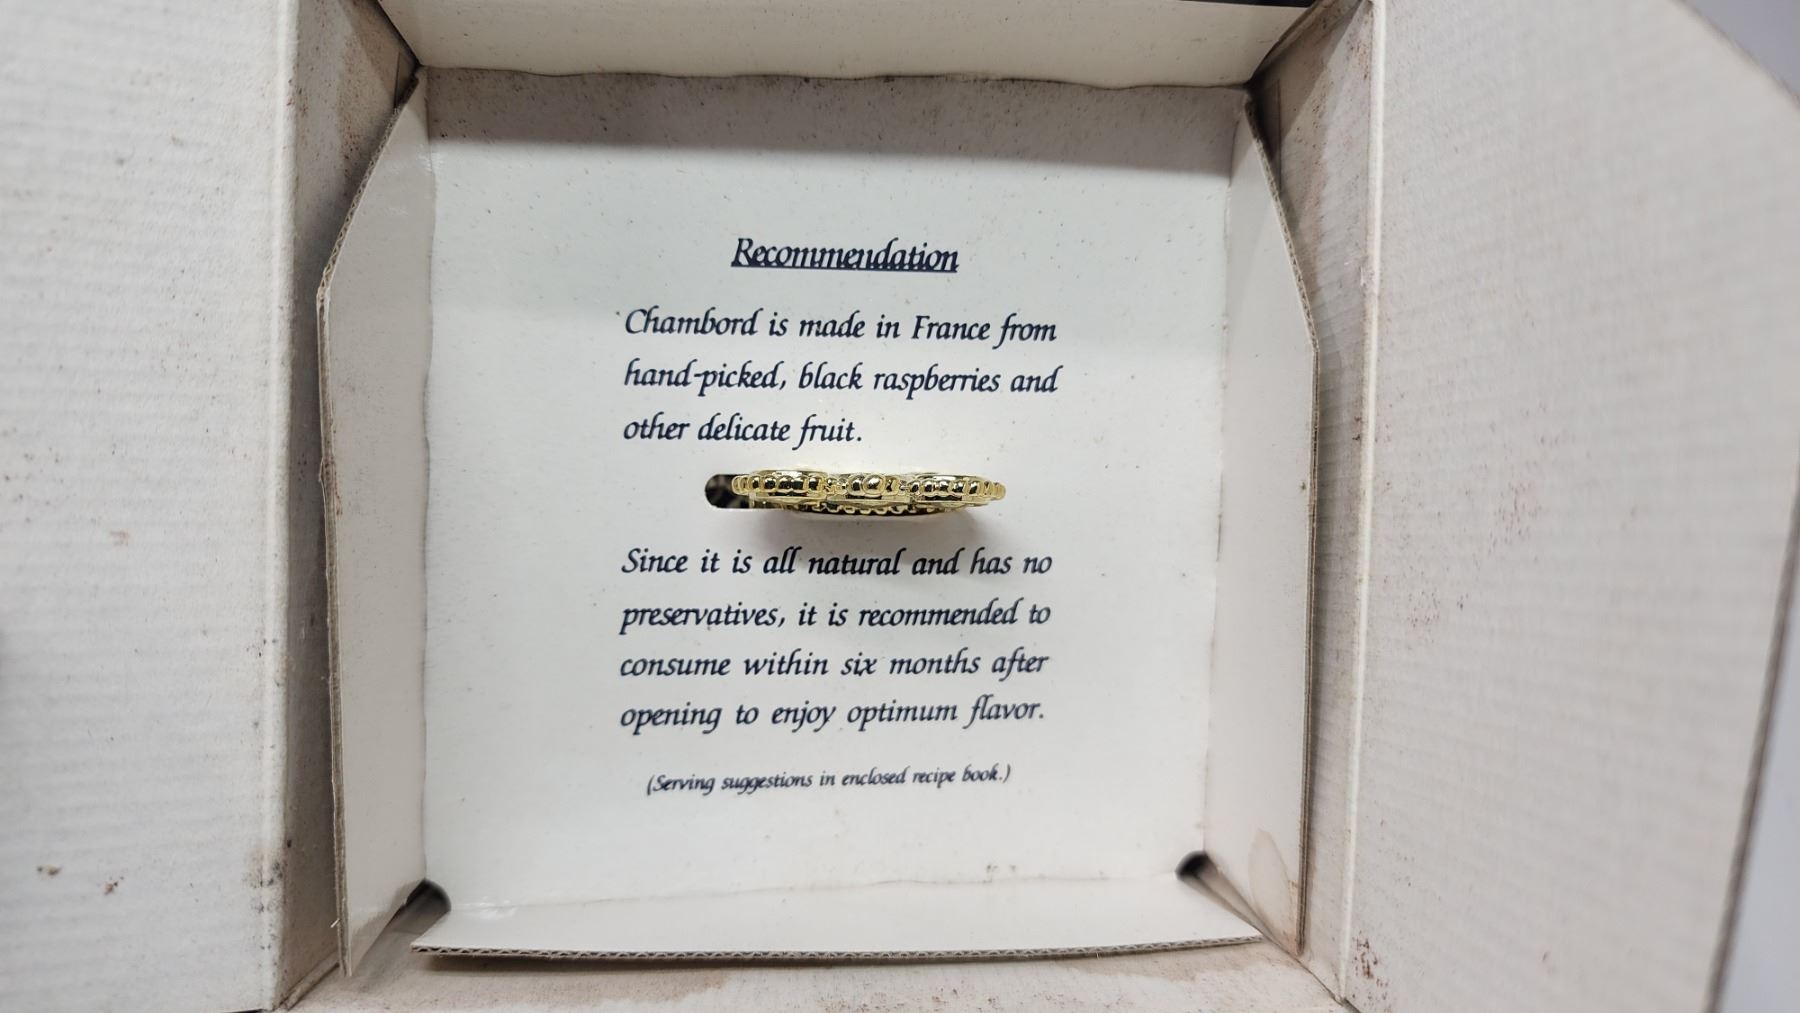 Recommendation
Chambord is made in France from
hand-picked, black raspberries and
other delicate fruit.
Since it is all natural and has no
preservatives, it is recommended to
consume within six months after
opening to enjoy optimum flavor.
(Serving suggestions in enclosed recipe book.)